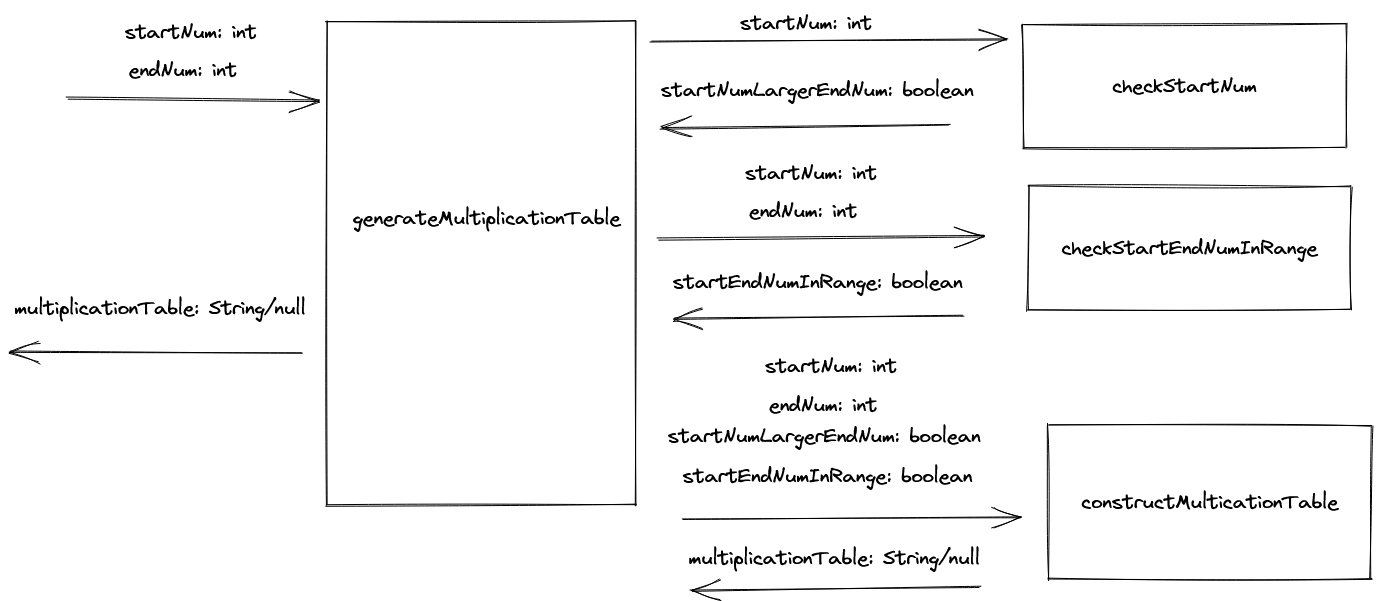 startNum: int
endNum: int
multiplicationTable: String/null
generateMultiplicationTable
startNum: int
startNumLargerEndNum: boolean
checkStartNum
startNum: int
endNum: int
startEndNumInRange: boolean
checkStartEndNumInRange
startNum: int
endNum: int
startNumLargerEndNum: boolean
startEndNumInRange: boolean
multiplicationTable: String/null
constructMulticationTable